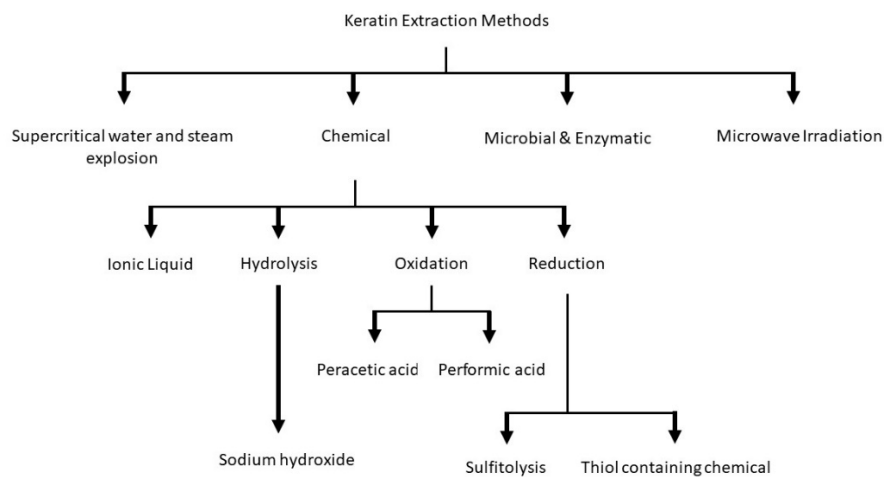 Keratin Extraction Methods
Supercritical water and steam
explosion
Chemical
Microbial & Enzymatic
Microwave Irradiation
Ionic Liquid
Hydrolysis
Oxidation
Reduction
Peracetic acid
Performic acid
Sodium hydroxide
Sulfitolysis
Thiol containing chemical